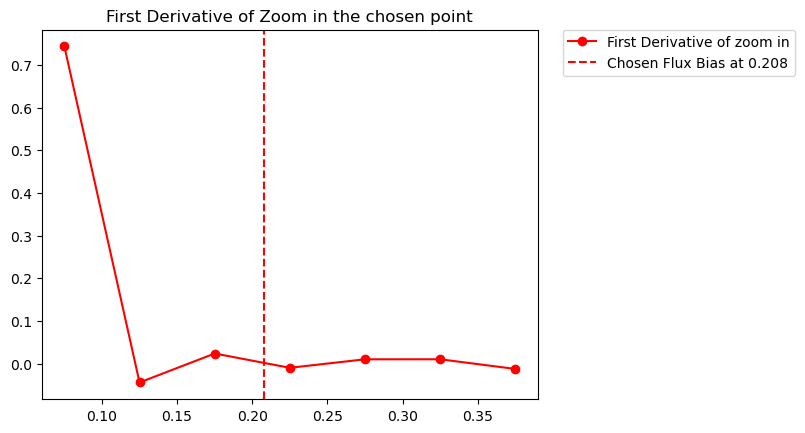 First Derivative of Zoom in the chosen point
First Derivative of zoom in
Chosen Flux Bias at 0.208
0.7
0.6
0.5
0.4
0.3
0.2
0.1
0.0
0.10 0.15 0.20 0.25 0.30 0.35